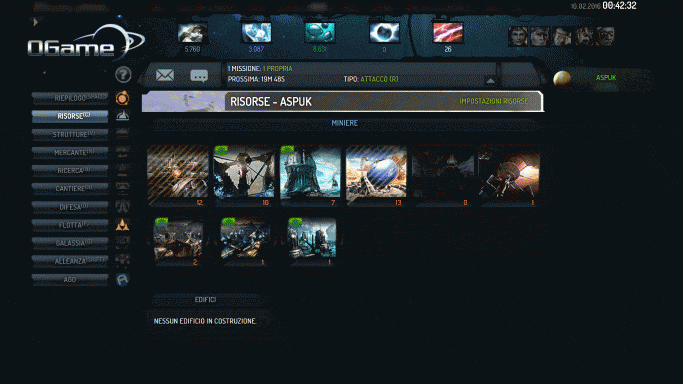 10.02.2016 00:42:32
OGame
5.760 3.087 8.631 0 26
1 MISSIONE: 1 PROPRIA
PROSSIMA: 19M 48S TIPO: ATTACCO (R)
ASPUK
RISORSE - ASPUK IMPOSTAZIONI RISORSE
MINIERE
RIEPILOGO
RISORSE
STRUTTURE
MERCANTE
RICERCA
CANTIERE
DIFESA
FLOTTA
GALASSIA
ALLEANZA
AGO
12 10 7 13 0 1
2 1 1
EDIFICI
NESSUN EDIFICIO IN COSTRUZIONE.